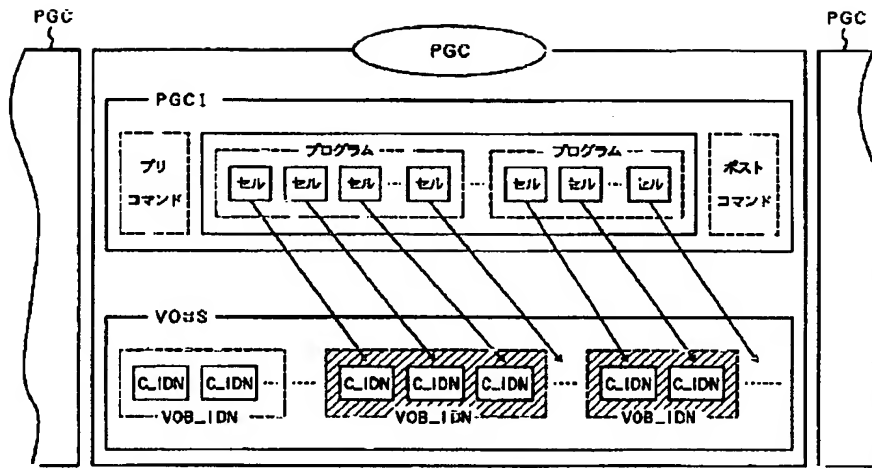 PGC
PGC
PGC
PGCI
プリ
コマンド
プログラム
セル セル セル ‥‥ セル
‥‥
プログラム
セル セル ‥‥ セル
ポスト
コマンド
VOBS
C_IDN C_IDN ‥‥‥
VOB_IDN
C_IDN C_IDN C_IDN ‥‥
VOB_IDN
C_IDN C_IDN ‥‥‥
VOB_IDN